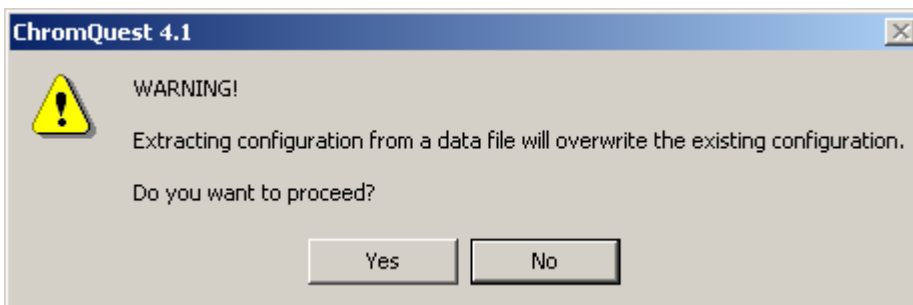 ChromQuest 4.1
WARNING!
Extracting configuration from a data file will overwrite the existing configuration.
Do you want to proceed?
Yes No